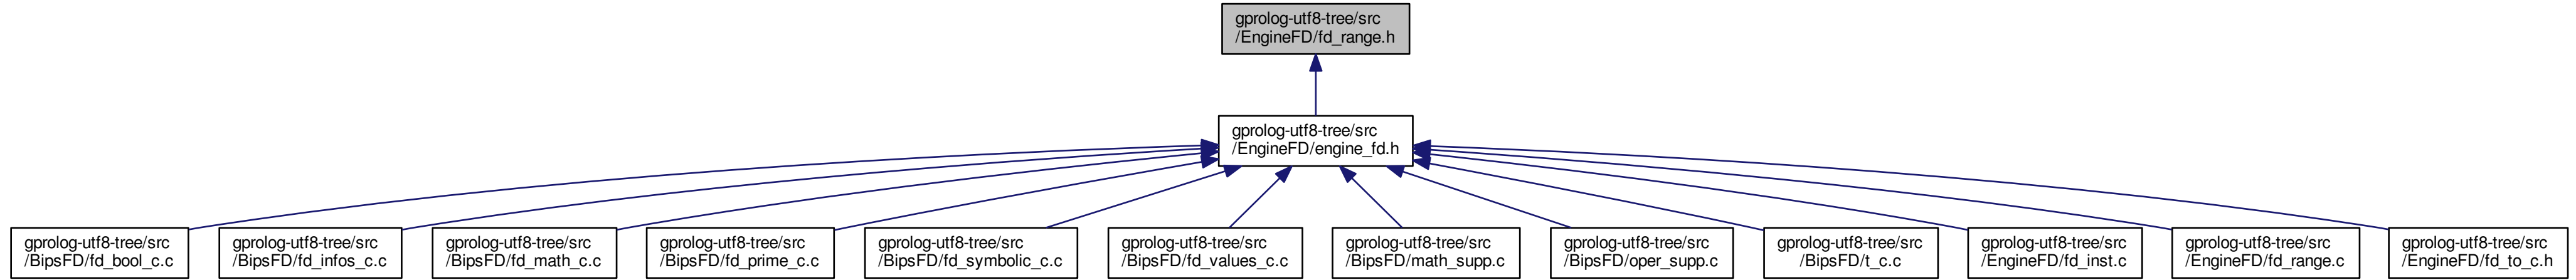 gprolog-utf8-tree/src
/EngineFD/fd_range.h
gprolog-utf8-tree/src
/EngineFD/engine_fd.h
gprolog-utf8-tree/src
/BipsFD/fd_bool_c.c
gprolog-utf8-tree/src
/BipsFD/fd_infos_c.c
gprolog-utf8-tree/src
/BipsFD/fd_math_c.c
gprolog-utf8-tree/src
/BipsFD/fd_prime_c.c
gprolog-utf8-tree/src
/BipsFD/fd_symbolic_c.c
gprolog-utf8-tree/src
/BipsFD/fd_values_c.c
gprolog-utf8-tree/src
/BipsFD/math_supp.c
gprolog-utf8-tree/src
/BipsFD/oper_supp.c
gprolog-utf8-tree/src
/BipsFD/t_c.c
gprolog-utf8-tree/src
/EngineFD/fd_inst.c
gprolog-utf8-tree/src
/EngineFD/fd_range.c
gprolog-utf8-tree/src
/EngineFD/fd_to_c.h